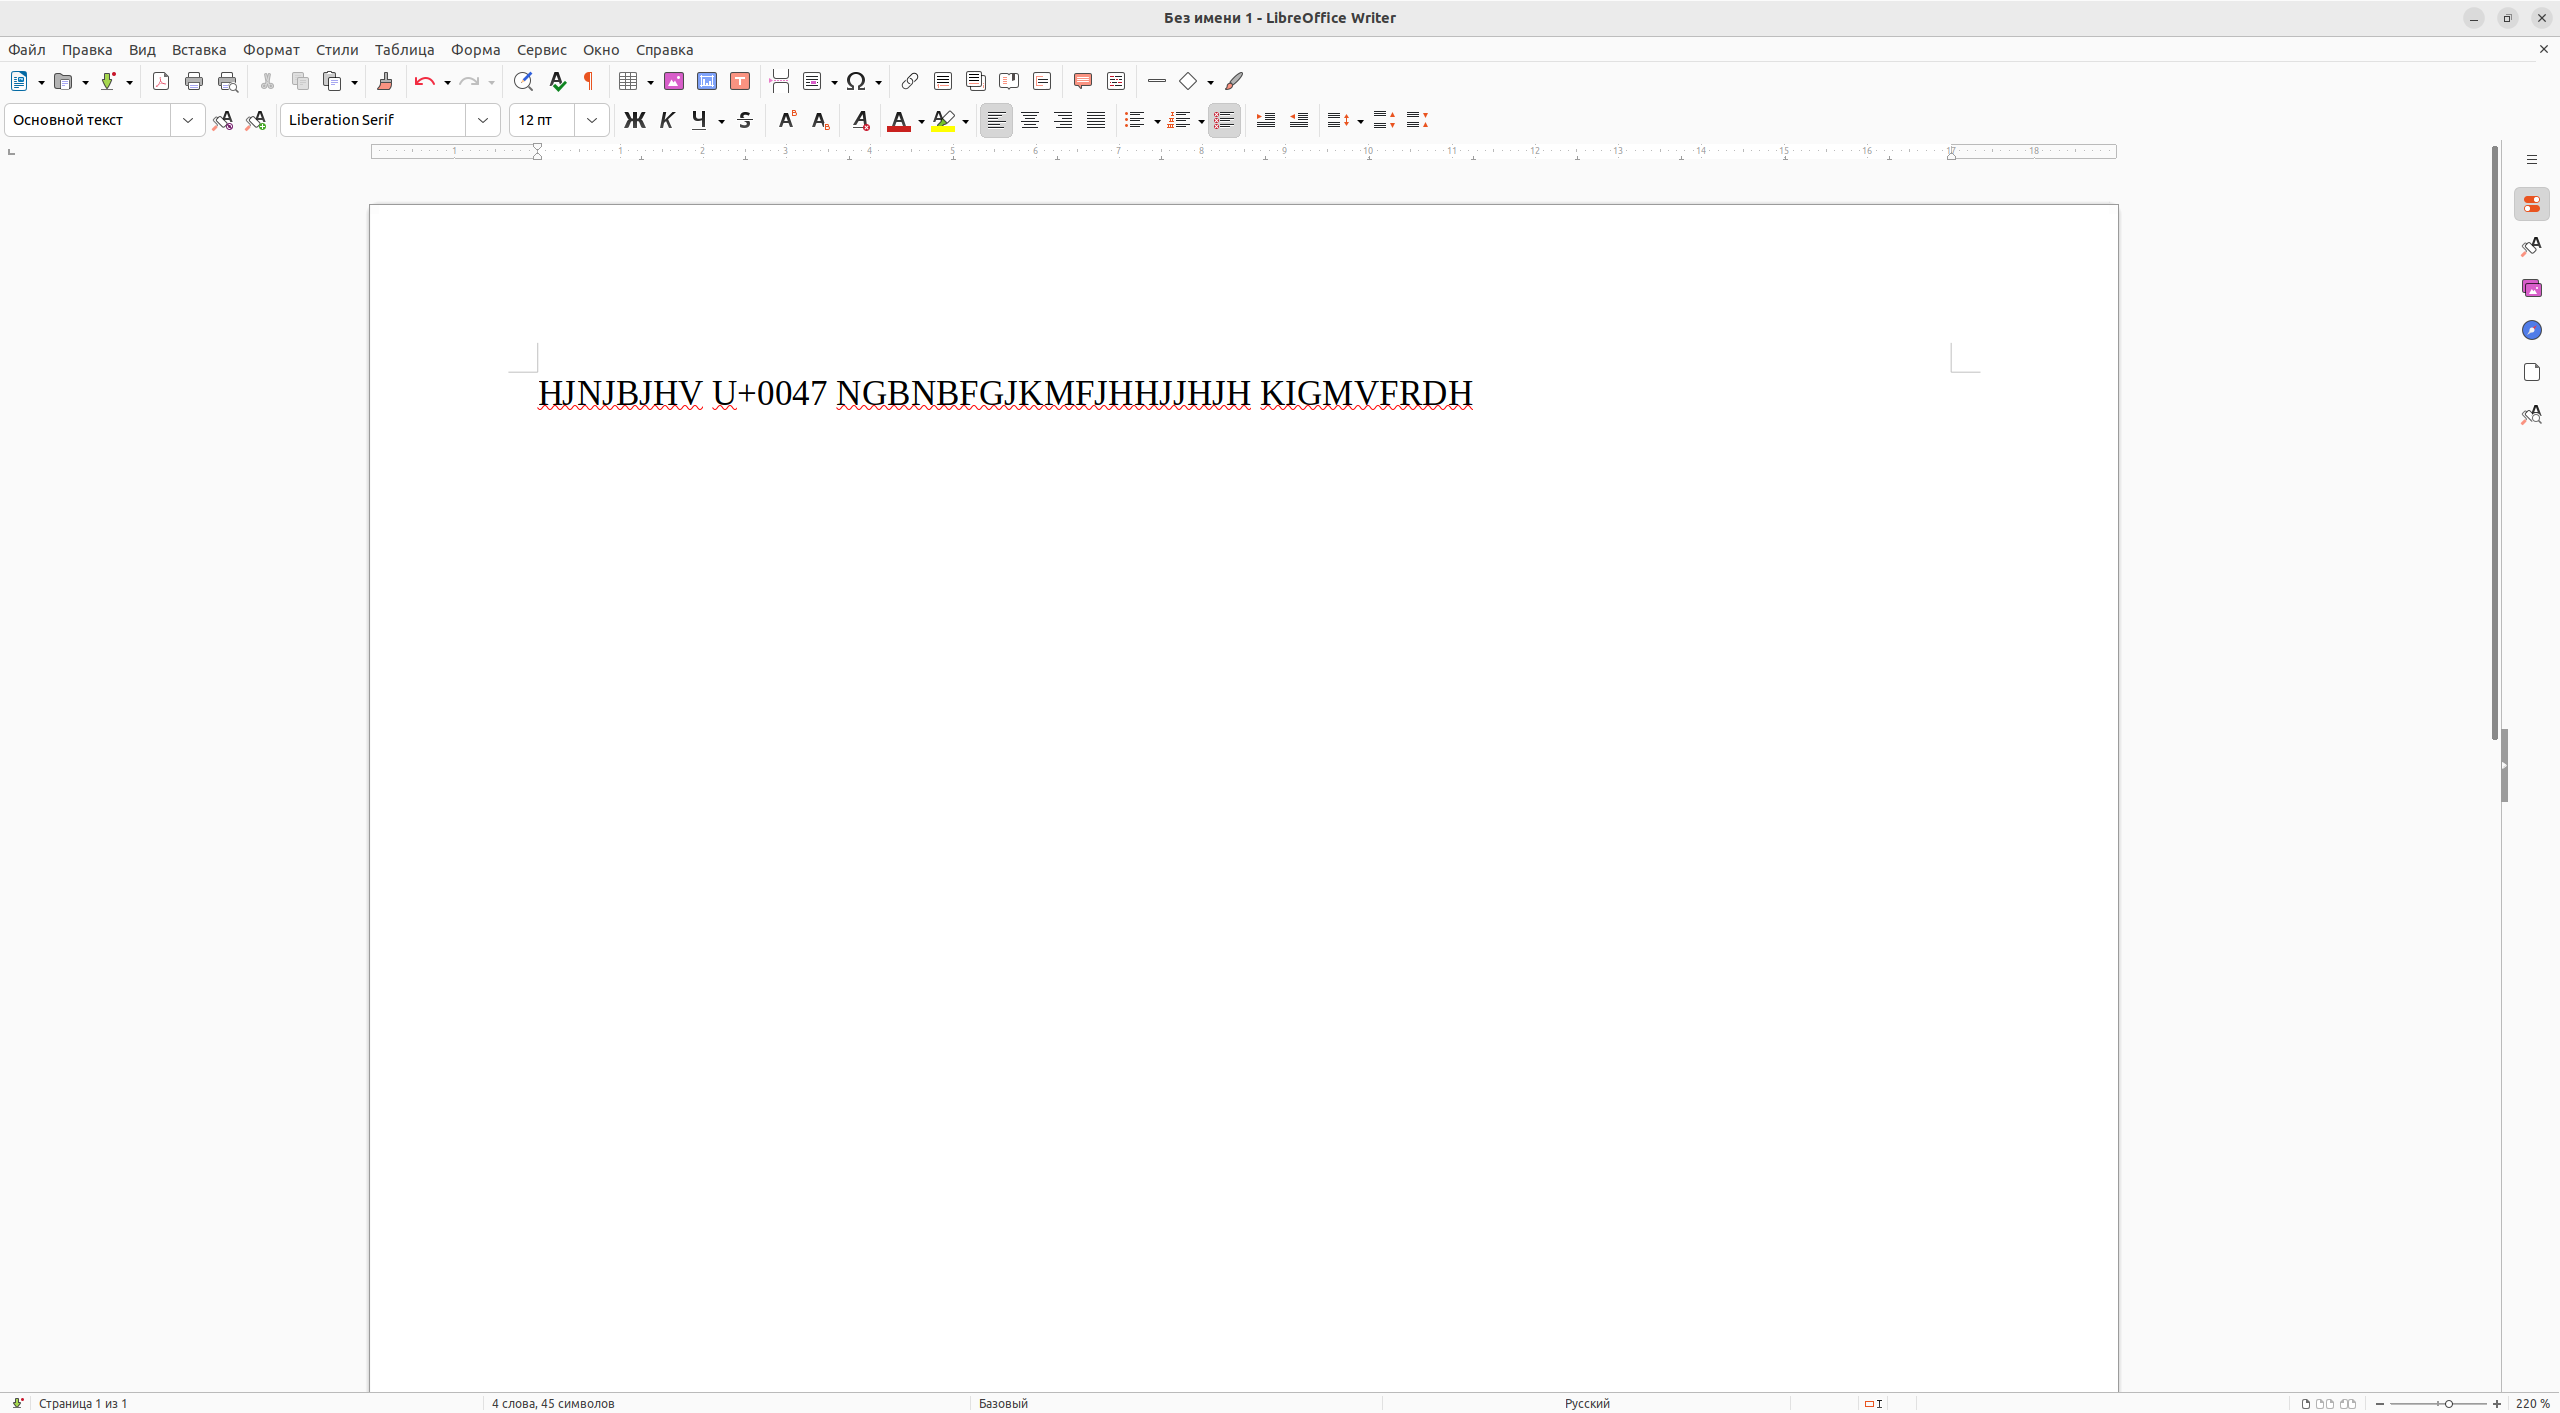 Без имени 1 - LibreOffice Writer
Файл Правка Вид Вставка Формат Стили Таблица Форма Сервис Окно Справка
Основной текст Liberation Serif 12 пт Ж К Ч S
1 1 2 3 4 5 6 7 8 9 10 11 12 13 14 15 16 17 18
HJNJBJHV U+0047 NGBNBFGJKMFJHHJJHJH KIGMVFRDH
Страница 1 из 1 4 слова, 45 символов Базовый Русский 220 %